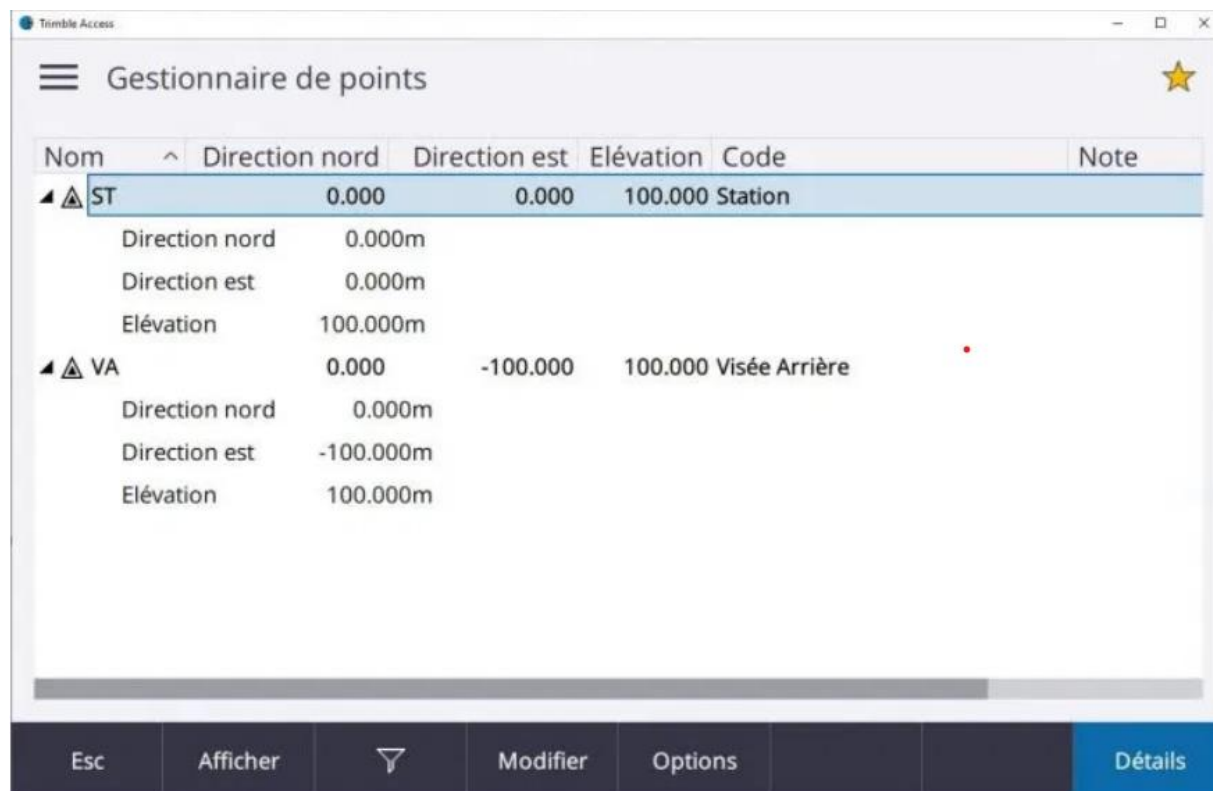 Trimble Access
Gestionnaire de points
Nom Direction nord Direction est Elévation Code Note
ST 0.000 0.000 100.000 Station
Direction nord 0.000m
Direction est 0.000m
Elévation 100.000m
VA 0.000 -100.000 100.000 Visée Arrière
Direction nord 0.000m
Direction est -100.000m
Elévation 100.000m
Esc Afficher Modifier Options Détails